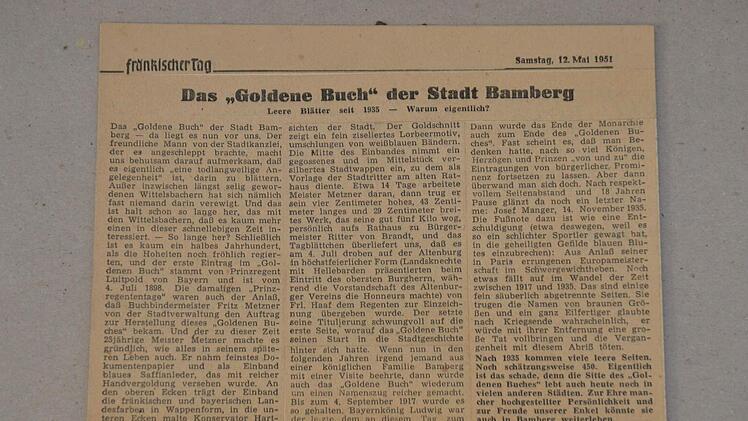 fränkischer Tag
Samstag, 12. Mai 1951
Das „Goldene Buch“ der Stadt Bamberg
Leere Blätter seit 1935 — Warum eigentlich?
Das „Goldene Buch“ der Stadt Bam-
berg — da liegt es nun vor uns. Der
freundliche Mann von der Stadtkanzlei,
der es angeschleppt brachte, macht
uns behutsam darauf aufmerksam, daß
es eigentlich „eine todlangweilige An-
gelegenheit“ ist, darin zu blättern.
Außer inzwischen längst selig gewor-
denen Wittelsbachern hat sich nämlich
fast niemand darin verewigt. Und das
ist halt schon so lange her, das mit
den Wittelsbachern, daß es kaum mehr
einen in dieser schnellebigen Zeit in-
teressiert. — So lange her? Schließlich
ist es kaum ein halbes Jahrhundert,
als die Hoheiten noch fröhlich regier-
ten, und der erste Eintrag im „Gol-
denen Buch“ stammt von Prinzregent
Luitpold von Bayern und ist vom
4. Juli 1898. Die damaligen „Prinz-
regententage“ waren auch der Anlaß,
daß Buchbindermeister Fritz Metzner
von der Stadtverwaltung den Auftrag
zur Herstellung dieses „Goldenen Bu-
ches“ bekam. Und der zu dieser Zeit
23jährige Meister Metzner machte es
gründlich, wie alles in seinem späte-
ren Leben auch. Er nahm feinstes Do-
kumentenpapier und als Einband
blaues Saffianleder, das mit reicher
Handvergoldung versehen wurde. An
den oberen Ecken trägt der Einband
die fränkischen und bayerischen Lan-
desfarben in Wappenform, in die un-
teren Ecken malte Konservator Hart-
sichten der Stadt. Der Goldschnitt
zeigt ein fein ziseliertes Lorbeermotiv,
umschlungen von weißblauen Bändern.
Die Mitte des Einbandes nimmt ein
gegossenes und im Mittelstück ver-
silbertes Stadtwappen ein, zu dem als
Vorlage der Stadtritter am alten Rat-
haus diente. Etwa 14 Tage arbeitete
Meister Metzner daran, dann trug er
sein vier Zentimeter hohes, 43 Zenti-
meter langes und 29 Zentimeter brei-
tes Werk, das seine gut fünf Kilo wog,
persönlich aufs Rathaus zu Bürger-
meister Ritter von Brandt, und das
Tagblättchen überliefert uns, daß es
am 4. Juli droben auf der Altenburg
in höchstfeierlicher Form (Landsknechte
mit Hellebarden präsentierten beim
Eintritt des obersten Burgherrn, wäh-
rend die Vorstandschaft des Altenbur-
ger Vereins die Honneurs machte) von
Frl. Haaf dem Regenten zur Einzeich-
nung übergeben wurde. Der setzte
seine Titulierung schwungvoll auf die
erste Seite, worauf das „Goldene Buch“
seinen Start in die Stadtgeschichte
hinter sich hatte. Wenn nun in den
folgenden Jahren irgend jemand aus
einer königlichen Familie Bamberg
mit einer Visite beehrte, dann wurde
auch das „Goldene Buch“ wiederum
um einen Namenszug reicher gemacht.
Bis zum 4. September 1917 wurde es
so gehalten. Bayernkönig Ludwig war
der letzte, dem an diesem Tag zum
Dann wurde das Ende der Monarchie
auch zum Ende des „Goldenen Bu-
ches“. Fast scheint es, daß man Be-
denken hatte, nach so viel Königen,
Herzögen und Prinzen „von und zu“ die
Eintragungen von bürgerlicher, Promi-
nenz fortsetzen zu lassen. Aber dann
überwand man sich doch. Nach respekt-
vollem Seitenabstand und 18 Jahren
Pause glänzt da noch ein letzter Na-
me: Josef Manger, 14. November 1935.
Die Fußnote dazu ist wie eine Ent-
schuldigung (etwa deswegen, weil es
so ein schlichter Sportler gewagt hat,
in die geheiligten Gefilde blauen Blu-
tes einzubrechen): Aus Anlaß seiner
in Paris errungenen Europameister-
schaft im Schwergewichtheben. Noch
etwas fällt auf im Wandel der Zeit
zwischen 1917 und 1935. Das sind einige
fein säuberlich abgetrennte Seiten. Sie
trugen die Namen von braunen Größ-
en und ein ganz Eilfertiger glaubte
nach Kriegsende wahrscheinlich, er
würde mit ihrer Entfernung eine gro-
ße Tat vollbringen und die Vergan-
genheit mit diesem Abriß töten.
Nach 1935 kommen viele leere Seiten.
Noch schätzungsweise 450. Eigentlich
ist das schade, denn die Sitte des „Gol-
denen Buches“ lebt auch heute noch in
vielen anderen Städten. Zur Ehre man-
cher hochgestellter Persönlichkeit und
zur Freude unserer Enkel könnte sie
auch in Bamberg weiterleben.